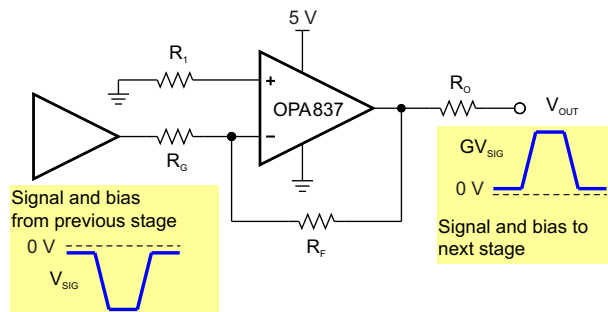 5 V
R1
+
OPA837
RO
VOUT
−
RG
GVSIG
0 V
Signal and bias
from previous stage
0 V
VSIG
RF
Signal and bias to
next stage